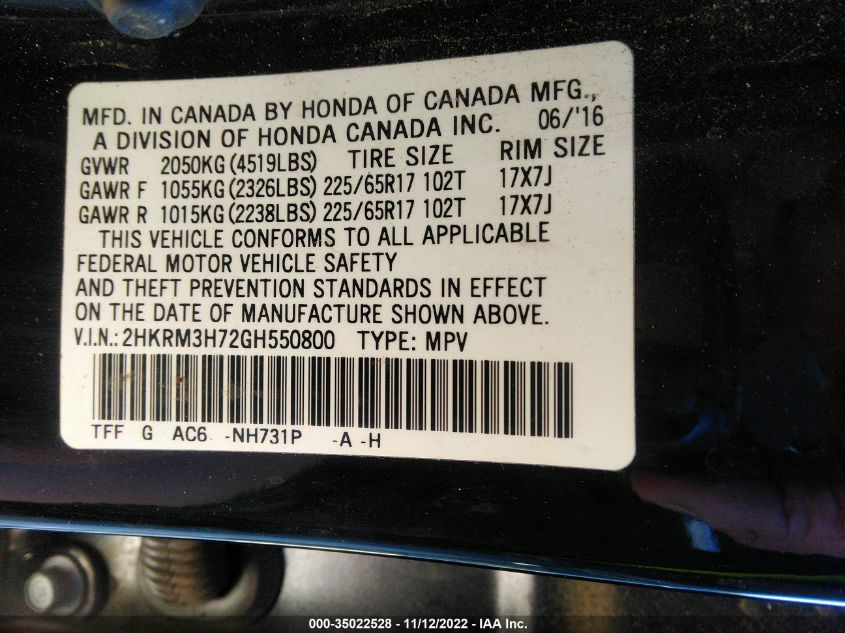 MFD. IN CANADA BY HONDA OF CANADA MFG.,
A DIVISION OF HONDA CANADA INC. 06/'16
GVWR 2050KG (4519LBS) TIRE SIZE RIM SIZE
GAWR F 1055KG (2326LBS) 225/65R17 102T 17X7J
GAWR R 1015KG (2238LBS) 225/65R17 102T 17X7J
THIS VEHICLE CONFORMS TO ALL APPLICABLE
FEDERAL MOTOR VEHICLE SAFETY
AND THEFT PREVENTION STANDARDS IN EFFECT
ON THE DATE OF MANUFACTURE SHOWN ABOVE.
V.I.N.: 2HKRM3H72GH550800 TYPE: MPV
TFF G AC6 -NH731P -A -H
000-35022528 - 11/12/2022 - IAA Inc.